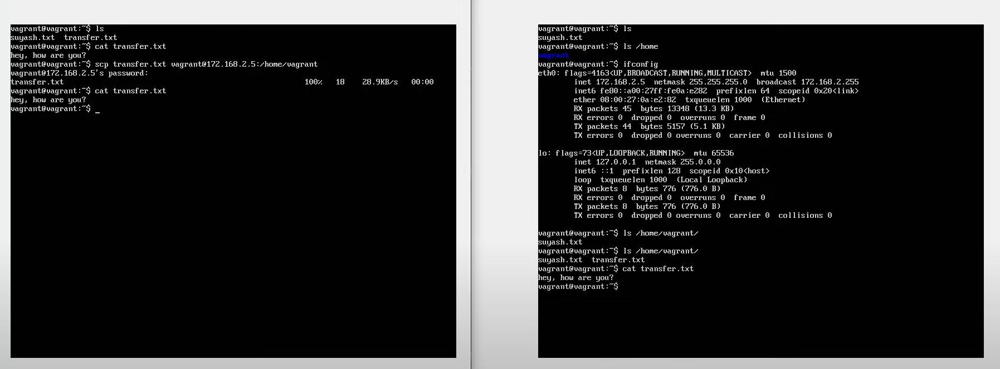 vagrant@vagrant:~$ ls
suyash.txt  transfer.txt
vagrant@vagrant:~$ cat transfer.txt
hey, how are you?
vagrant@vagrant:~$ scp transfer.txt vagrant@172.168.2.5:/home/vagrant
vagrant@172.168.2.5's password:
transfer.txt                                                      100%   18    28.9KB/s   00:00
vagrant@vagrant:~$ cat transfer.txt
hey, how are you?
vagrant@vagrant:~$ _
vagrant@vagrant:~$ ls
suyash.txt
vagrant@vagrant:~$ ls /home
vagrant
vagrant@vagrant:~$ ifconfig
eth0: flags=4163<UP,BROADCAST,RUNNING,MULTICAST>  mtu 1500
        inet 172.168.2.5  netmask 255.255.255.0  broadcast 172.168.2.255
        inet6 fe80::a00:27ff:fe0a:e282  prefixlen 64  scopeid 0x20<link>
        ether 08:00:27:0a:e2:82  txqueuelen 1000  (Ethernet)
        RX packets 45  bytes 13348 (13.3 KB)
        RX errors 0  dropped 0  overruns 0  frame 0
        TX packets 44  bytes 5157 (5.1 KB)
        TX errors 0  dropped 0 overruns 0  carrier 0  collisions 0
lo: flags=73<UP,LOOPBACK,RUNNING>  mtu 65536
        inet 127.0.0.1  netmask 255.0.0.0
        inet6 ::1  prefixlen 128  scopeid 0x10<host>
        loop  txqueuelen 1000  (Local Loopback)
        RX packets 8  bytes 776 (776.0 B)
        RX errors 0  dropped 0  overruns 0  frame 0
        TX packets 8  bytes 776 (776.0 B)
        TX errors 0  dropped 0 overruns 0  carrier 0  collisions 0
vagrant@vagrant:~$ ls /home/vagrant/
suyash.txt
vagrant@vagrant:~$ ls /home/vagrant/
suyash.txt  transfer.txt
vagrant@vagrant:~$ cat transfer.txt
hey, how are you?
vagrant@vagrant:~$